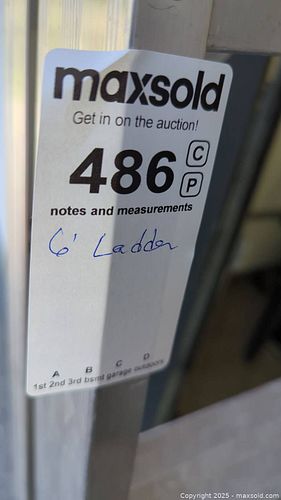 maxsold
Get in on the auction!
486 C
P
notes and measurements
6' Ladder
A B C D
1st 2nd 3rd bsmt garage outdoors
Copyright © 2025 - maxsold.com